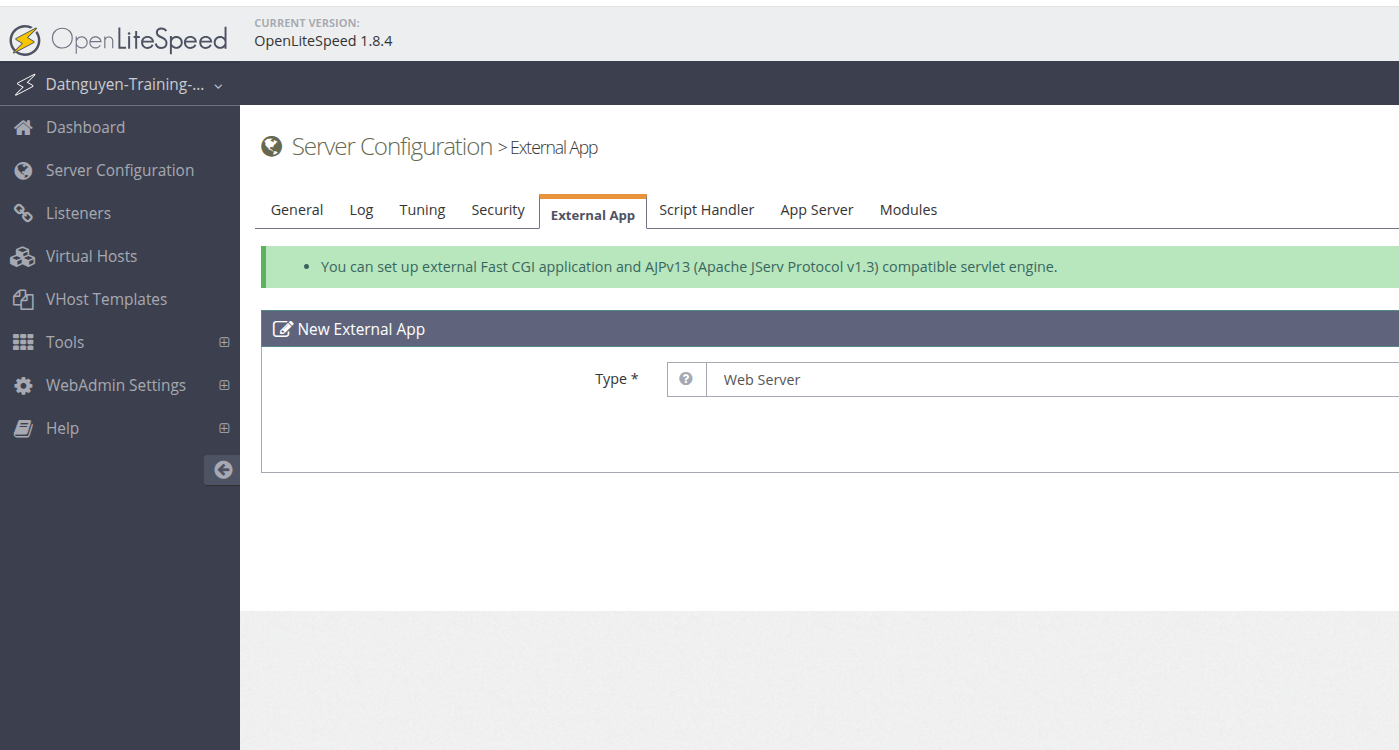 OpenLiteSpeed
CURRENT VERSION:
OpenLiteSpeed 1.8.4
Datnguyen-Training-...
Dashboard
Server Configuration
Listeners
Virtual Hosts
VHost Templates
Tools
WebAdmin Settings
Help
Server Configuration > External App
General Log Tuning Security External App Script Handler App Server Modules
• You can set up external Fast CGI application and AJPv13 (Apache JServ Protocol v1.3) compatible servlet engine.
New External App
Type * ? Web Server